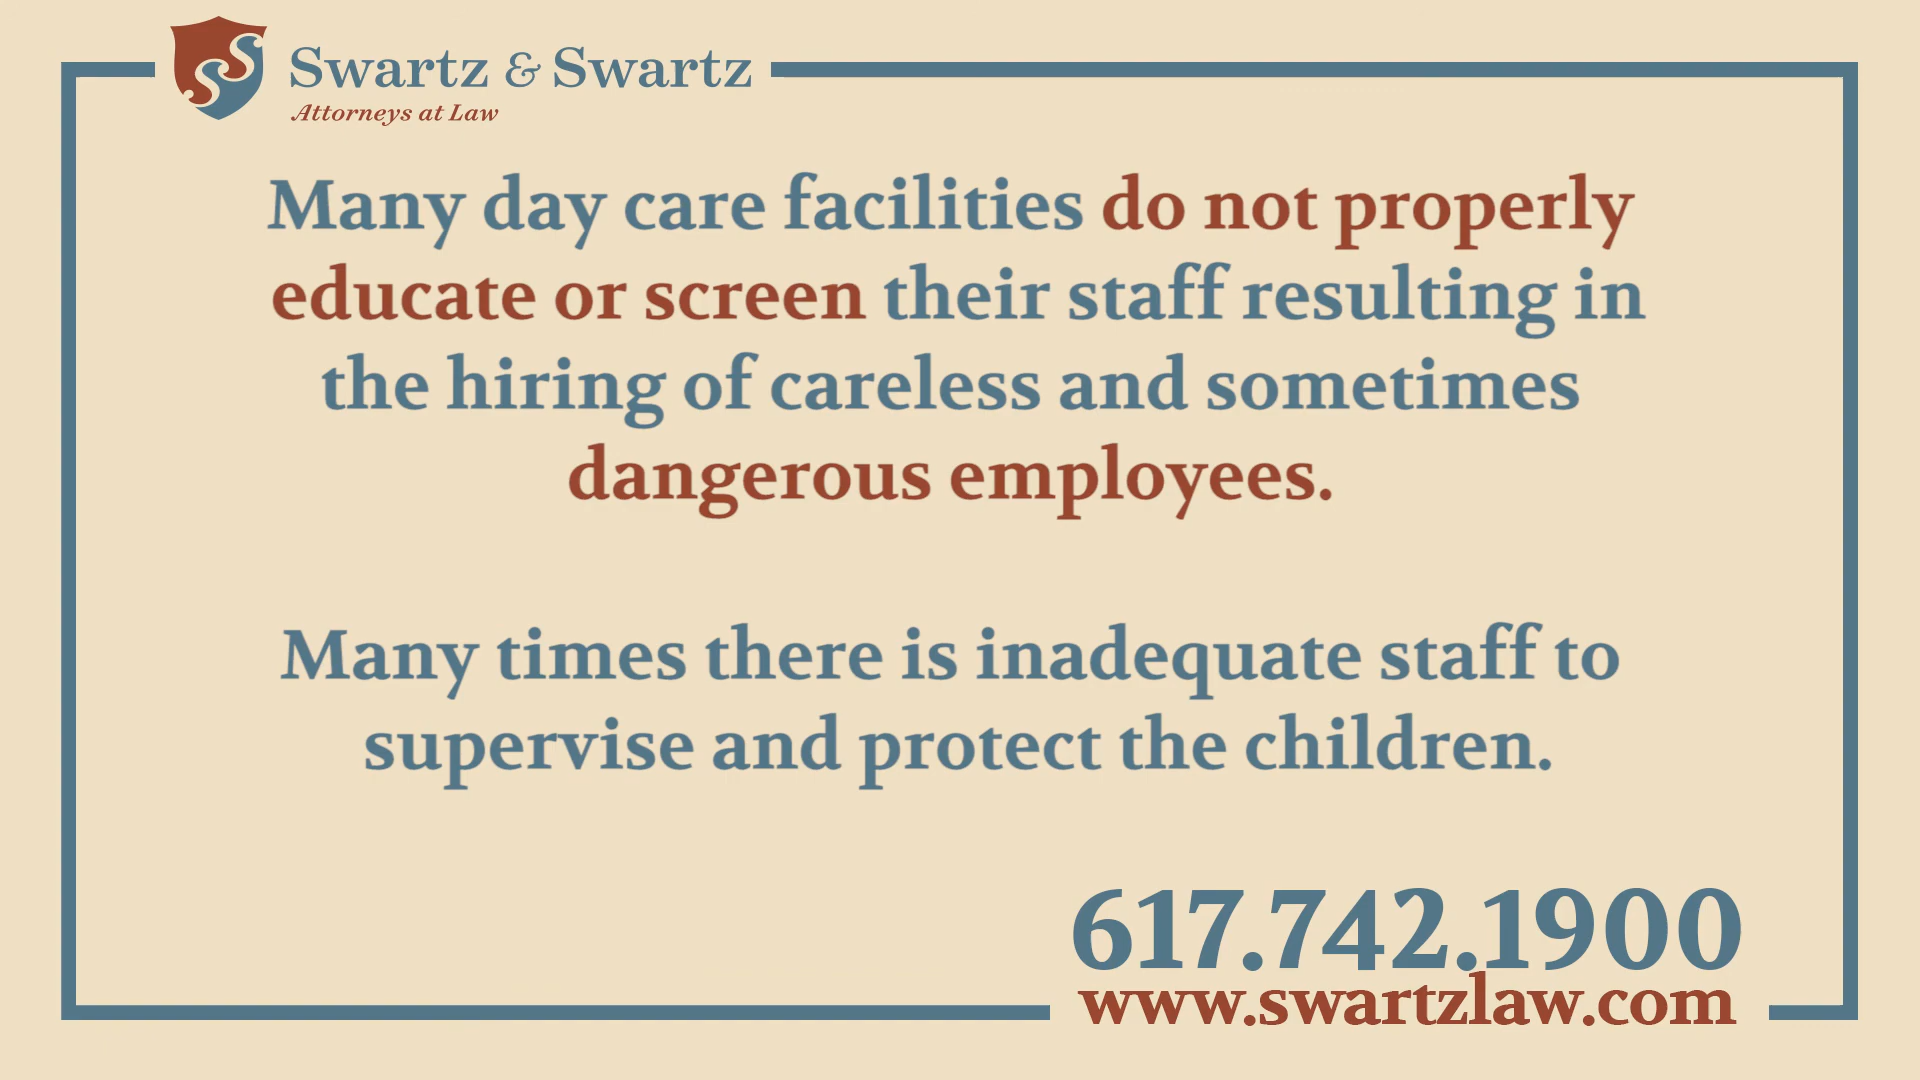 Swartz & Swartz
Attorneys at Law
Many day care facilities do not properly
educate or screen their staff resulting in
the hiring of careless and sometimes
dangerous employees.
Many times there is inadequate staff to
supervise and protect the children.
617.742.1900
www.swartzlaw.com